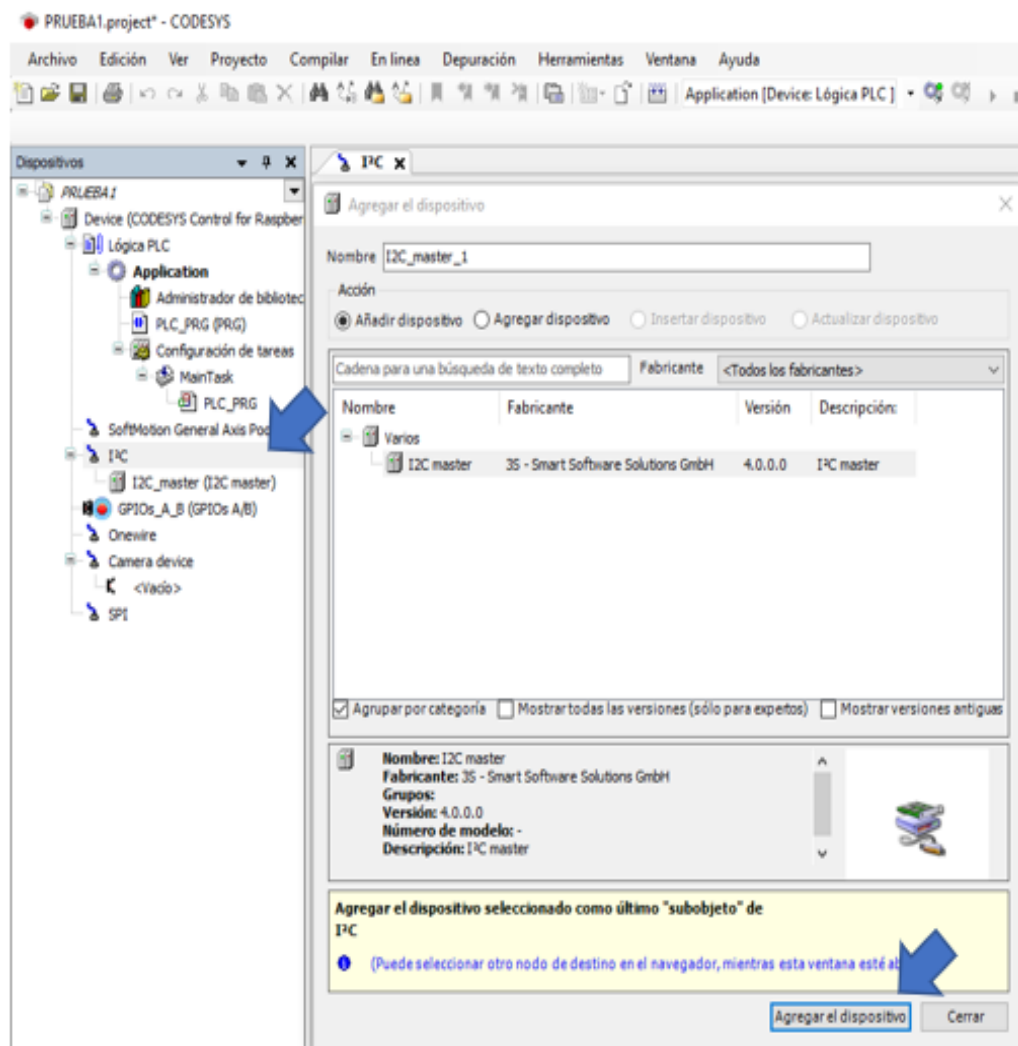 PRUEBA1.project* - CODESYS
Archivo Edición Ver Proyecto Compilar En linea Depuración Herramientas Ventana Ayuda
Application [Device: Lógica PLC ]
Dispositivos
I²C
PRUEBA1
Device (CODESYS Control for Raspber
Lógica PLC
Application
Administrador de bibliotec
PLC_PRG (PRG)
Configuración de tareas
MainTask
PLC_PRG
SoftMotion General Axis Poo
I²C
I2C_master (I2C master)
GPIOs_A_B (GPIOs A/B)
Onewire
Camera device
<Vacío>
SPI
Agregar el dispositivo
Nombre I2C_master_1
Acción
Añadir dispositivo Agregar dispositivo Insertar dispositivo Actualizar dispositivo
Cadena para una búsqueda de texto completo Fabricante <Todos los fabricantes>
Nombre Fabricante Versión Descripción:
Varios
I2C master 3S - Smart Software Solutions GmbH 4.0.0.0 I²C master
Agrupar por categoría Mostrar todas las versiones (sólo para expertos) Mostrar versiones antiguas
Nombre: I2C master
Fabricante: 3S - Smart Software Solutions GmbH
Grupos:
Versión: 4.0.0.0
Número de modelo: -
Descripción: I²C master
Agregar el dispositivo seleccionado como último "subobjeto" de
I²C
(Puede seleccionar otro nodo de destino en el navegador, mientras esta ventana esté ab
Agregar el dispositivo Cerrar